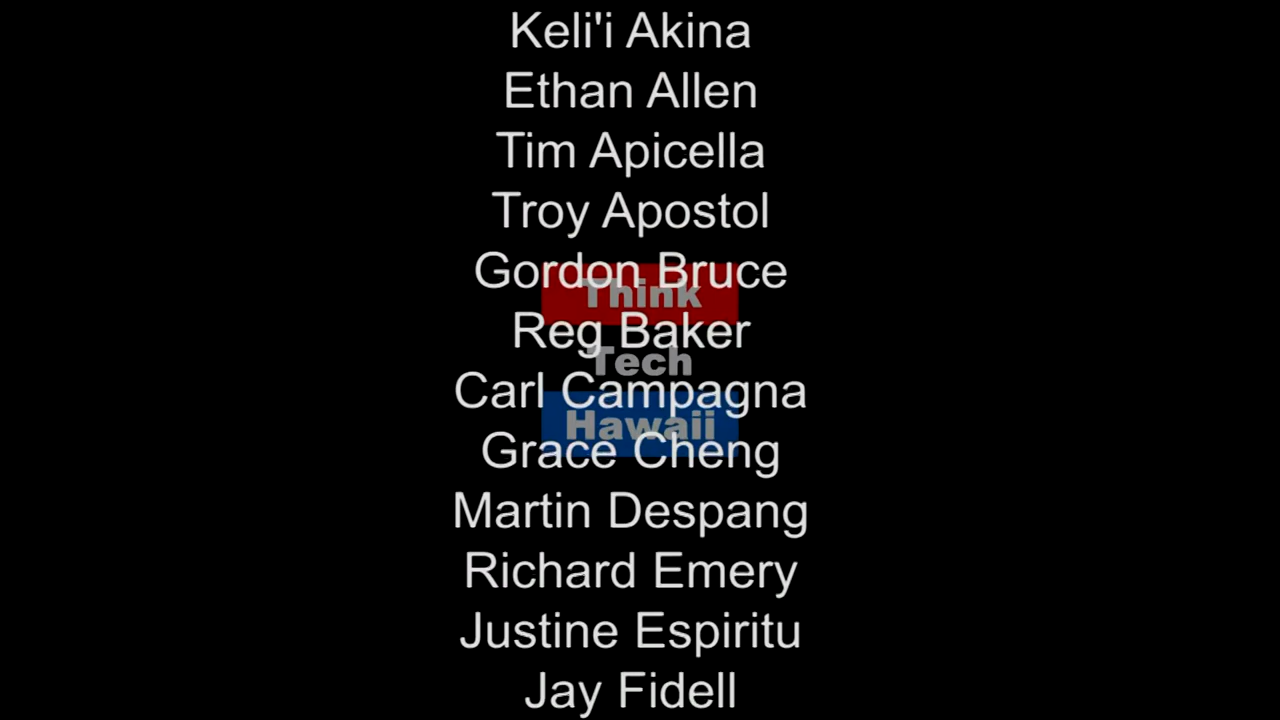 Keli'i Akina
Ethan Allen
Tim Apicella
Troy Apostol
Gordon Bruce
Think
Reg Baker
Tech
Carl Campagna
Hawaii
Grace Cheng
Martin Despang
Richard Emery
Justine Espiritu
Jay Fidell